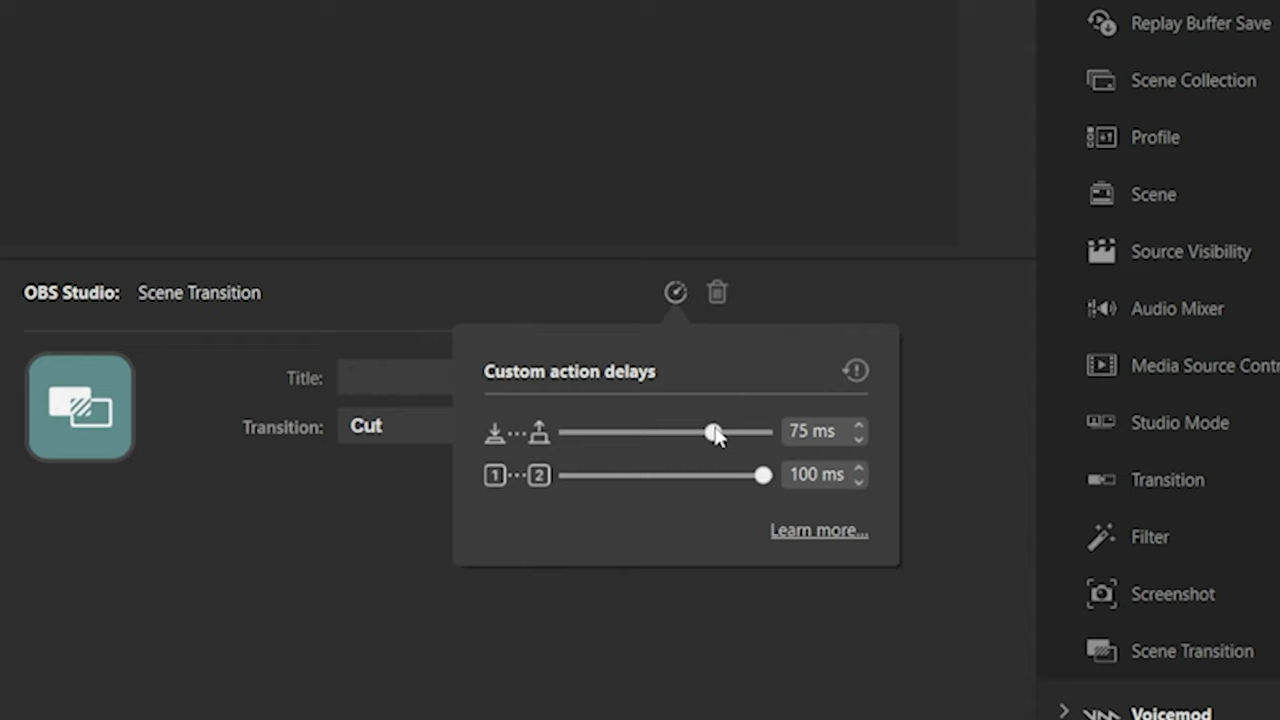 Replay Buffer Save
Scene Collection
Profile
Scene
Source Visibility
Audio Mixer
Media Source Contr
Studio Mode
Transition
Filter
Screenshot
Scene Transition
Voicemod
OBS Studio: Scene Transition
Title:
Transition: Cut
Custom action delays
75 ms
1 2 100 ms
Learn more...